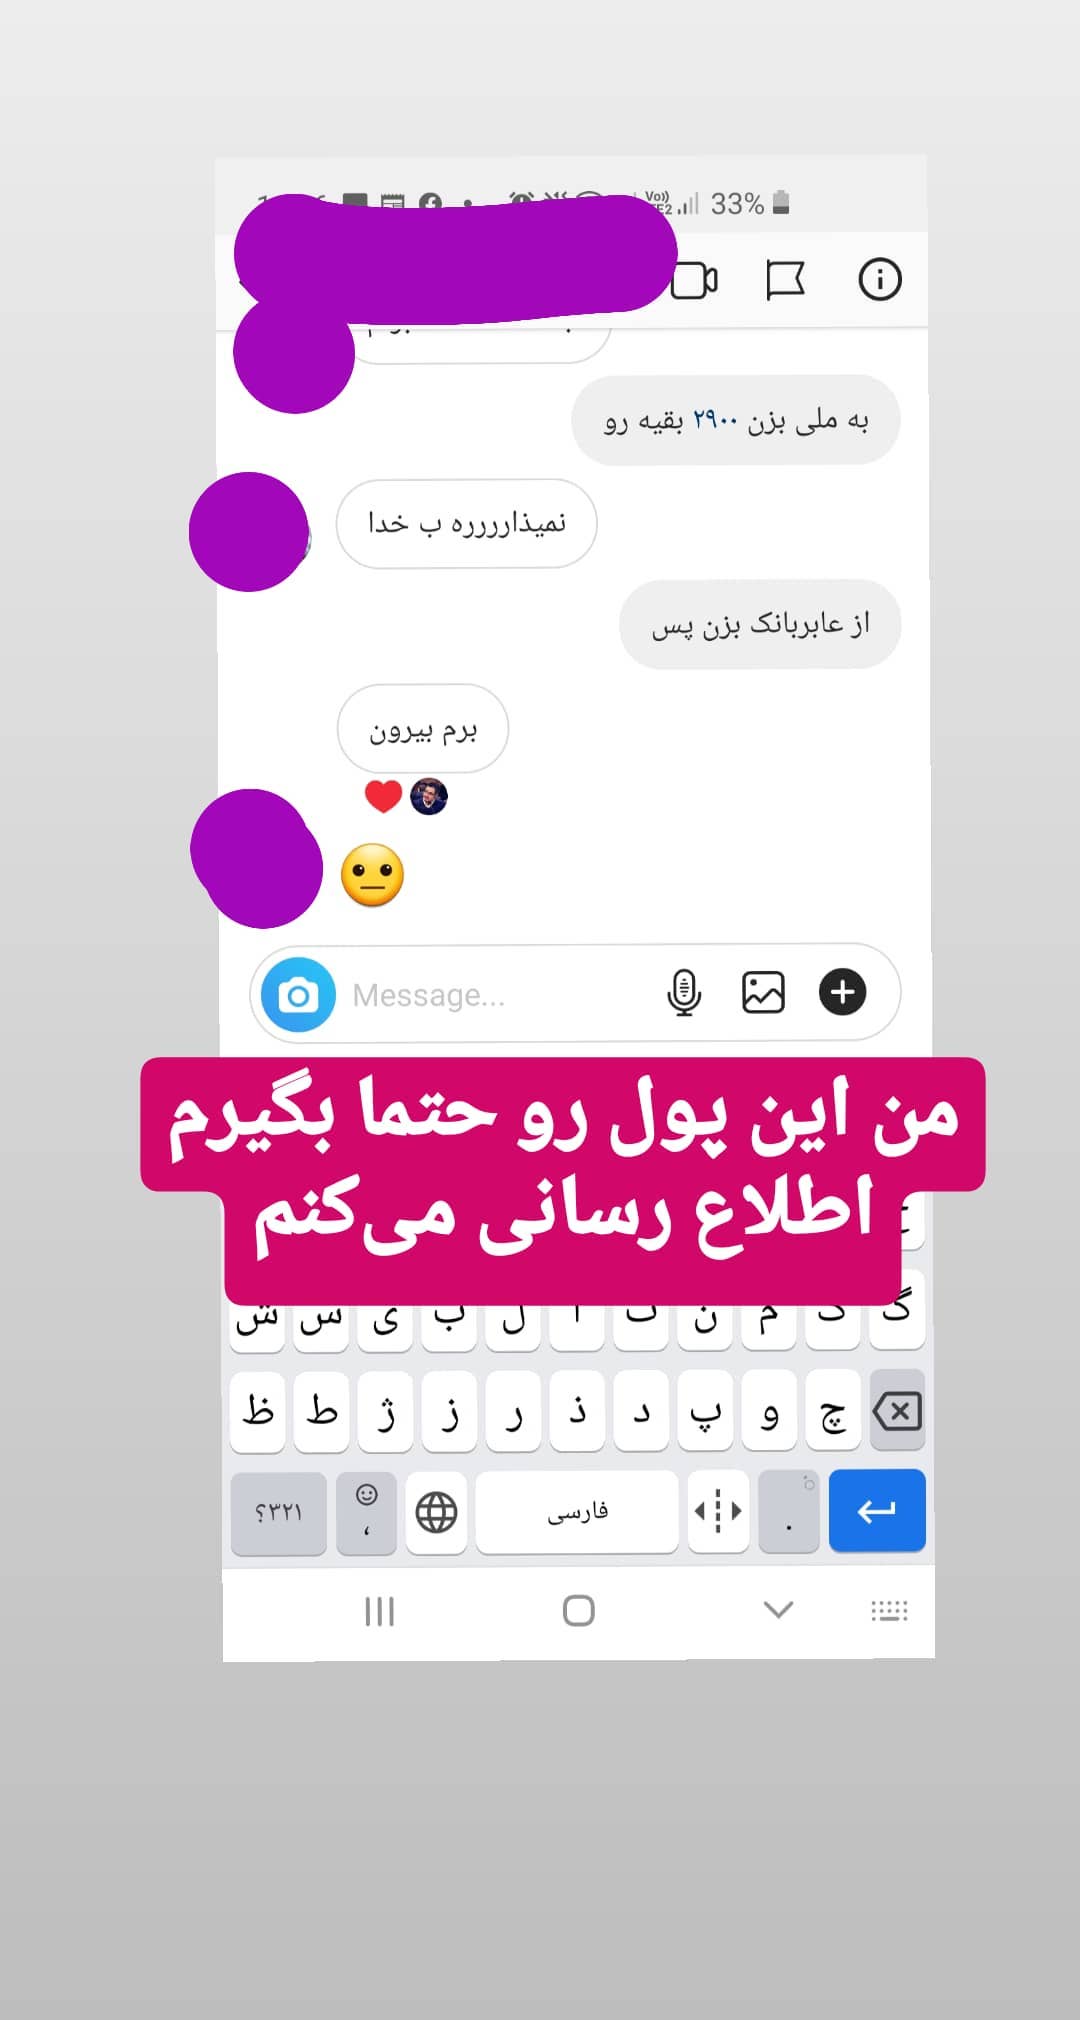 33%
به ملی بزن ۲۹۰۰ بقیه رو
نمیذاررررره ب خدا
از عابربانک بزن پس
برم بیرون
😐
Message...
من این پول رو حتما بگیرم
اطلاع رسانی می‌کنم
ش س ی ب ل ا ت ن م ک گ
ظ ط ژ ز ر ذ د پ و چ
۳۲۱؟ ، فارسی .